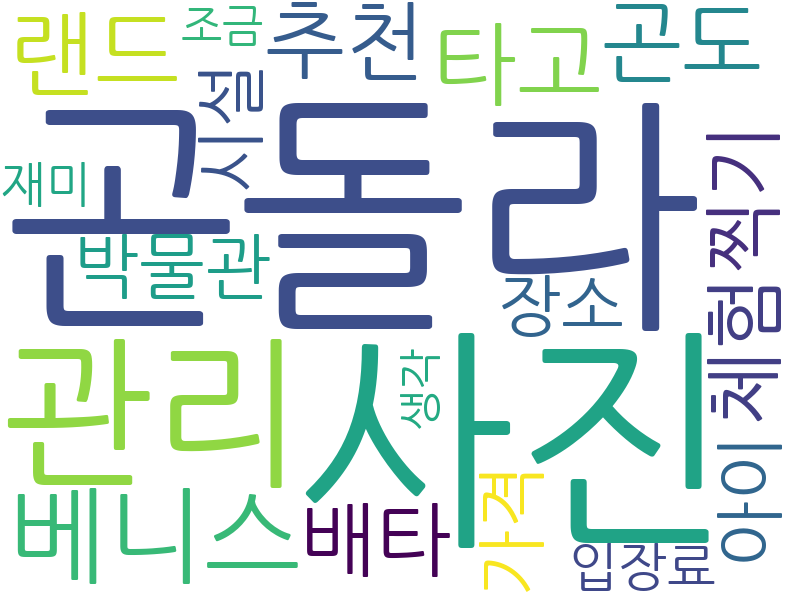 랜드
조금
추천
타고
곤도
시설
곤돌라
재미
박물관
장소
찍기
체험
관리
사진
생각
베니스
배타
가격
아이
입장료